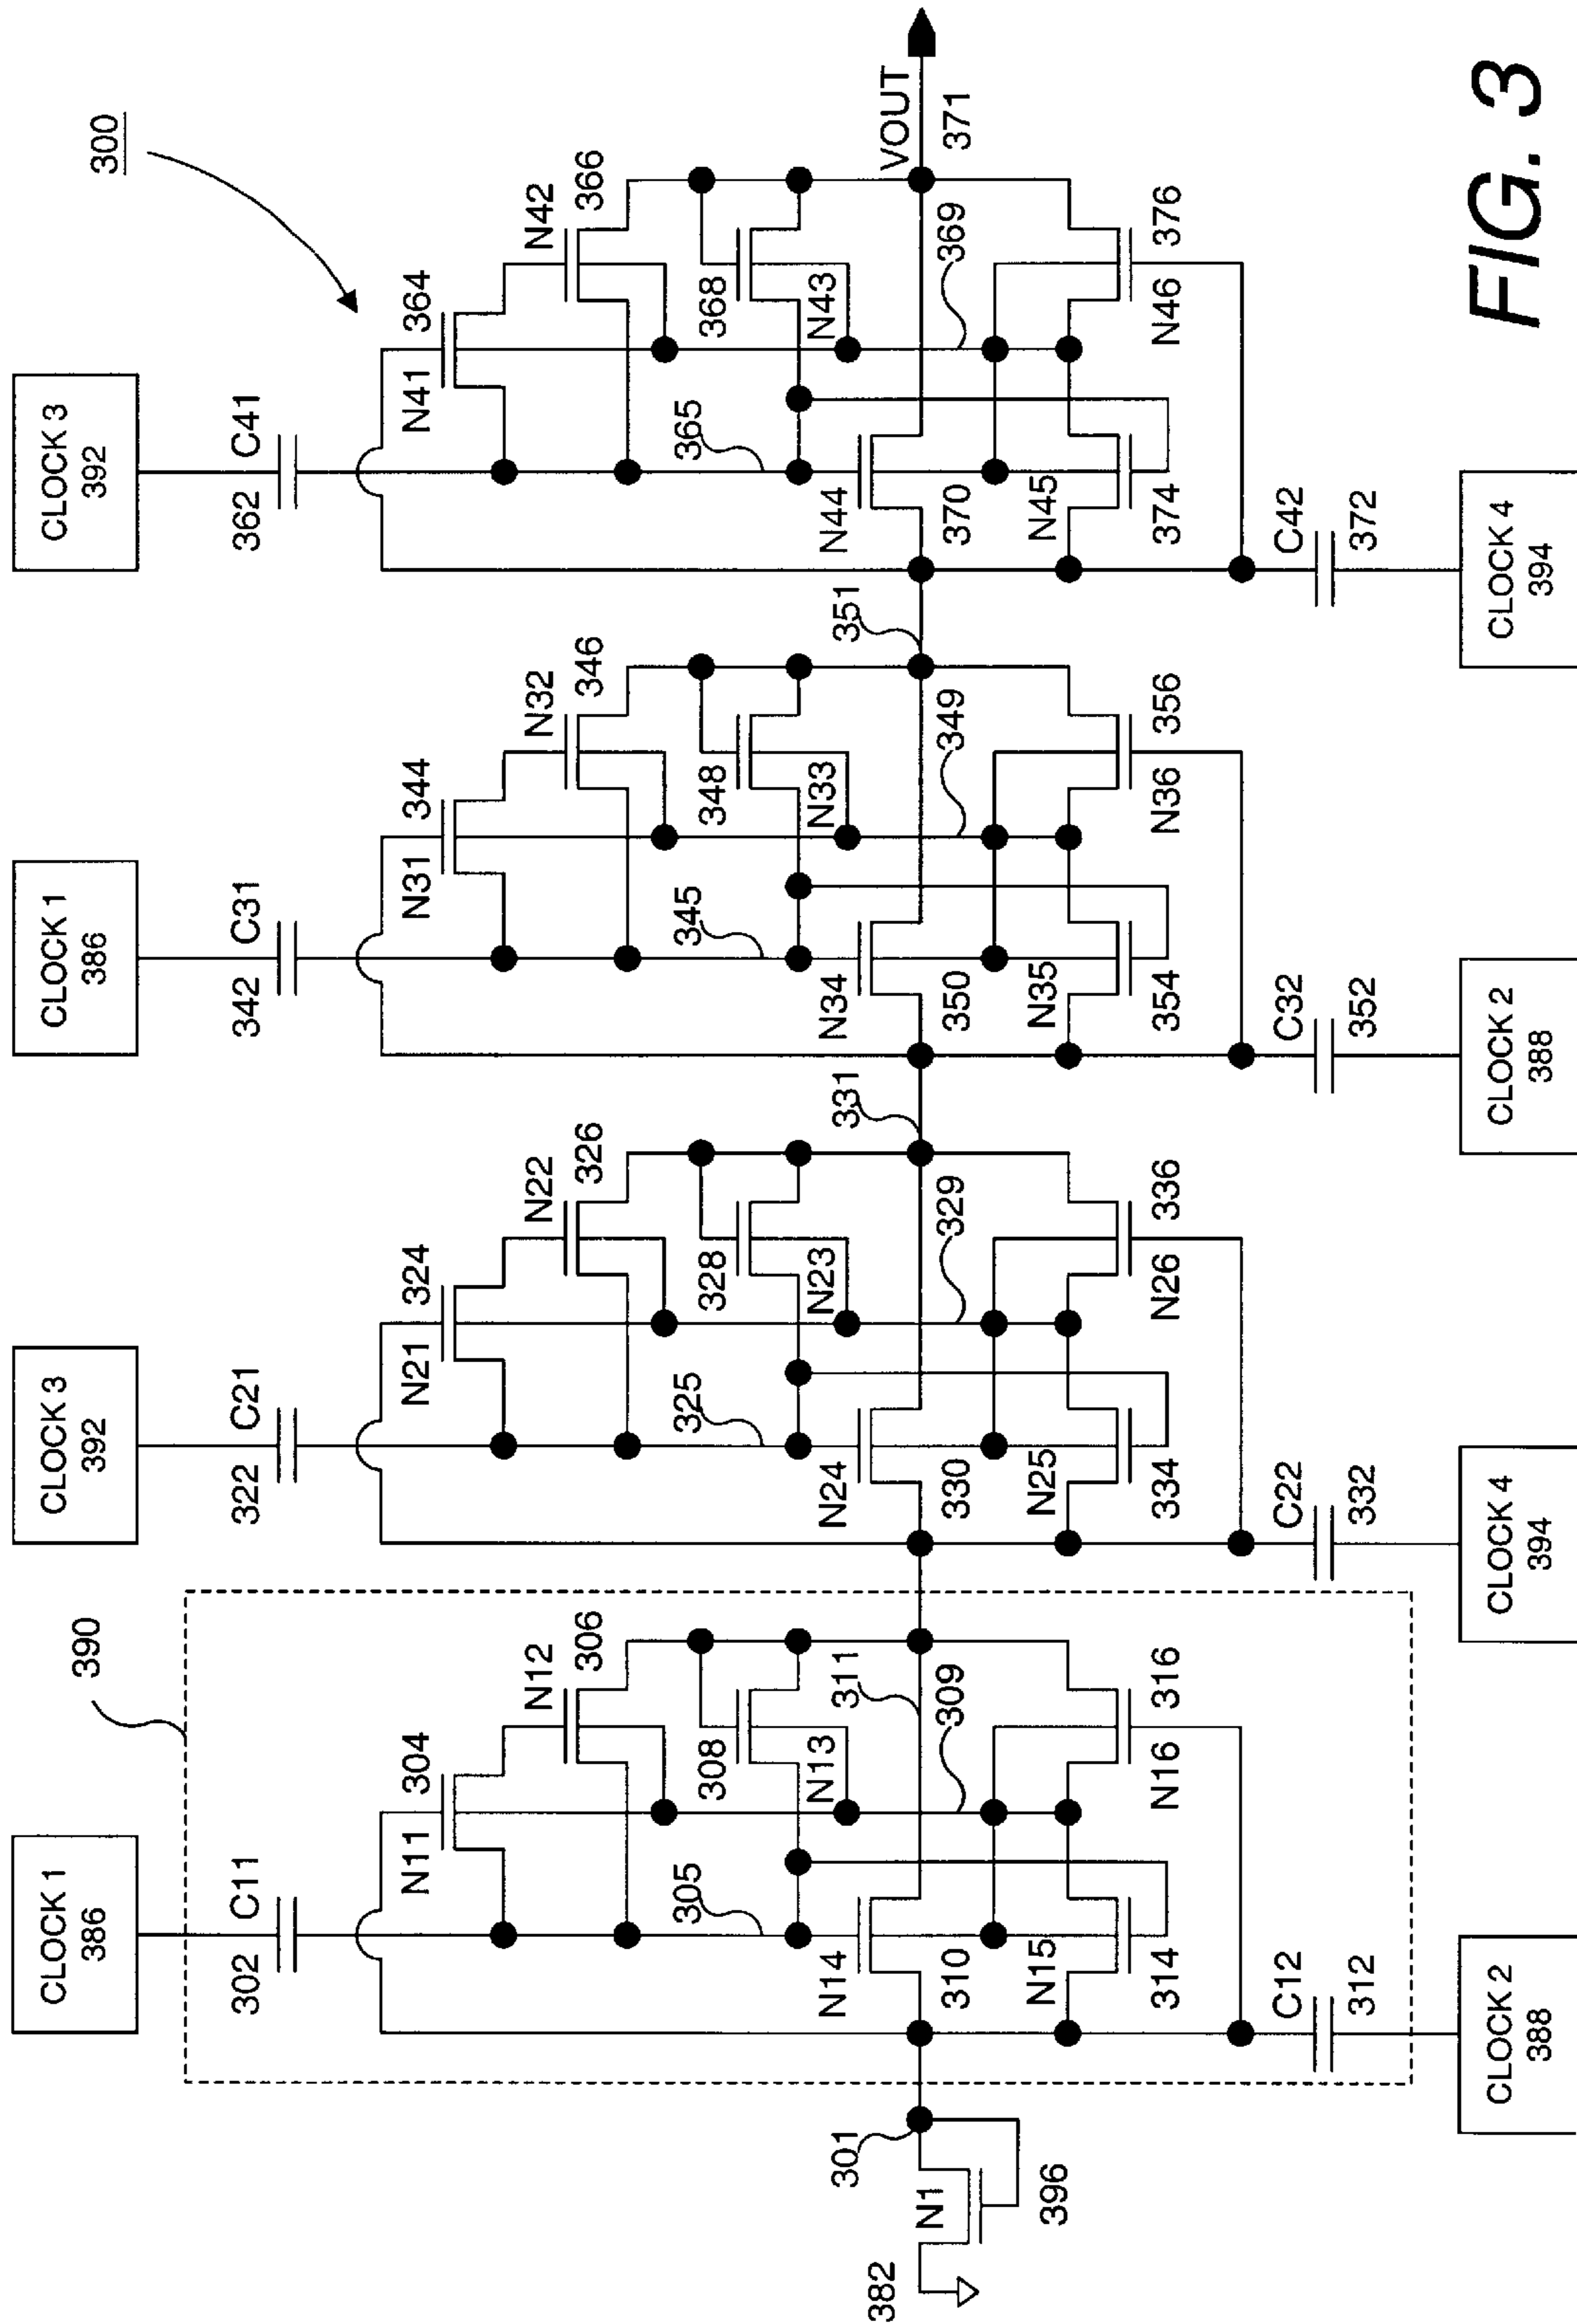 300
CLOCK 1
386
CLOCK 3
392
CLOCK 1
386
CLOCK 3
392
390
302
C11
322
C21
342
C31
362
C41
N11
304
N21
324
N31
344
N41
364
N12
306
N22
326
N32
346
N42
366
305
308
N13
325
328
N23
345
348
N33
365
368
N43
382
N1
396
301
N14
310
311
309
N24
330
331
329
N34
350
351
349
N44
370
369
VOUT
371
N15
314
N16
316
N25
334
N26
336
N35
354
N36
356
N45
374
N46
376
C12
312
C22
332
C32
352
C42
372
CLOCK 2
388
CLOCK 4
394
CLOCK 2
388
CLOCK 4
394
FIG. 3